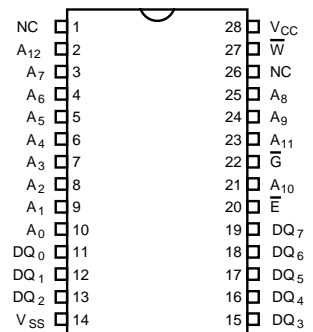 NC 1 28 VCC
A12 2 27 W̅
A7 3 26 NC
A6 4 25 A8
A5 5 24 A9
A4 6 23 A11
A3 7 22 G̅
A2 8 21 A10
A1 9 20 E̅
A0 10 19 DQ7
DQ0 11 18 DQ6
DQ1 12 17 DQ5
DQ2 13 16 DQ4
VSS 14 15 DQ3